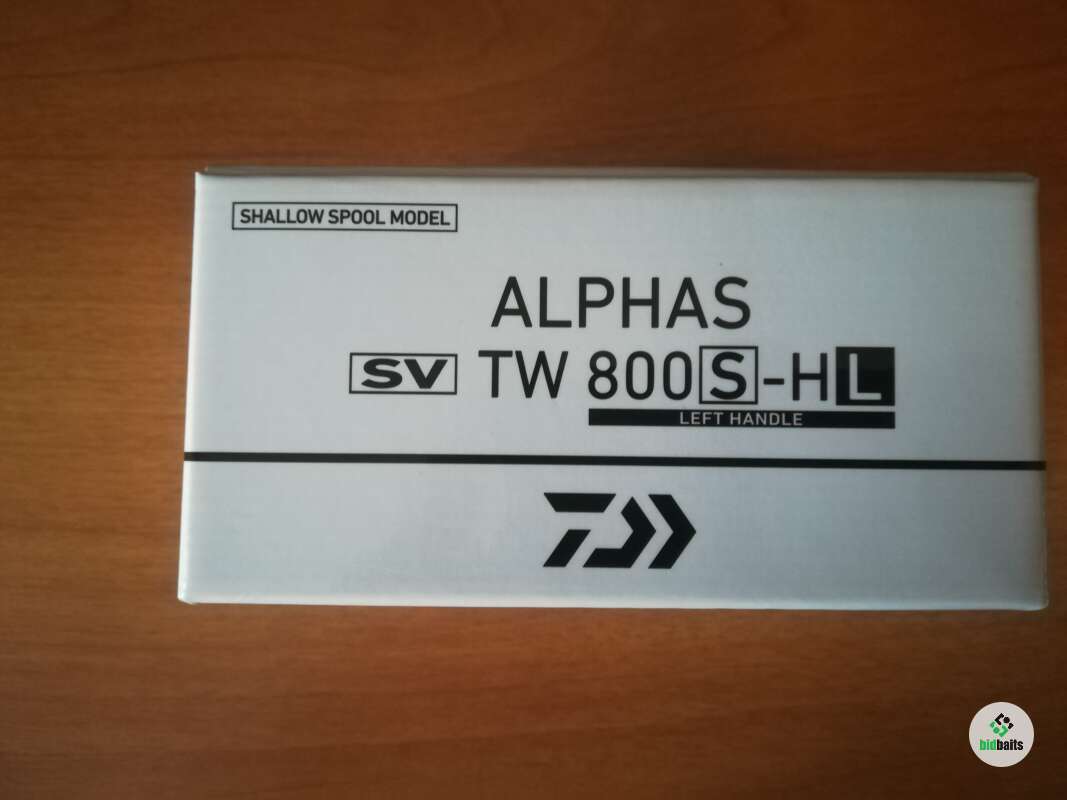 SHALLOW SPOOL MODEL
ALPHAS
SV TW 800S-HL
LEFT HANDLE
bidbaits